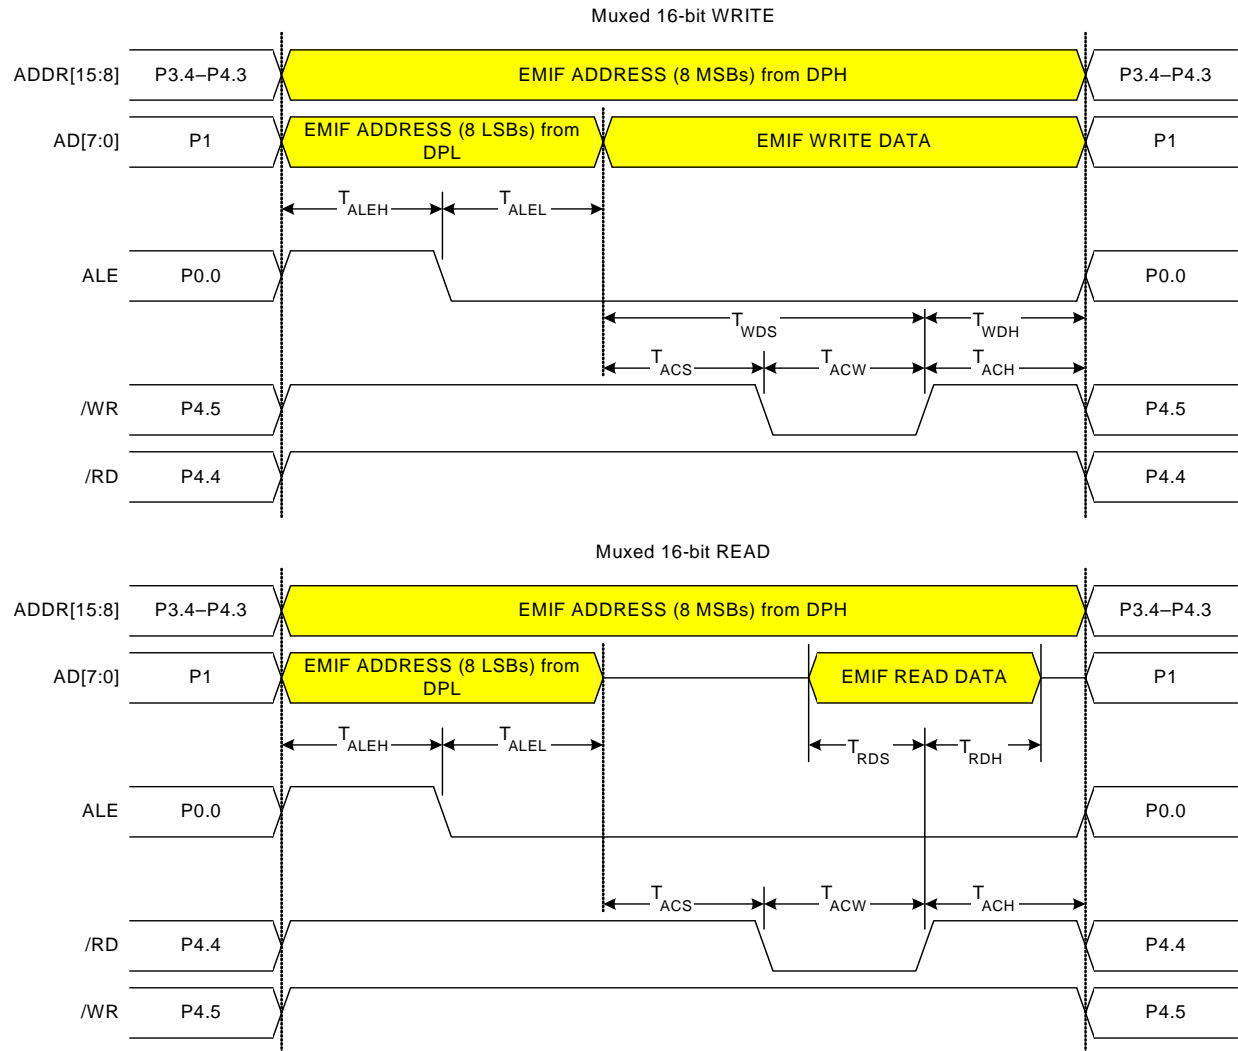 Muxed 16-bit WRITE
ADDR[15:8] P3.4–P4.3 EMIF ADDRESS (8 MSBs) from DPH P3.4–P4.3
AD[7:0] P1 EMIF ADDRESS (8 LSBs) from DPL EMIF WRITE DATA P1
TALEH TALEL
ALE P0.0 P0.0
TWDS TWDH
TACS TACW TACH
/WR P4.5 P4.5
/RD P4.4 P4.4
Muxed 16-bit READ
ADDR[15:8] P3.4–P4.3 EMIF ADDRESS (8 MSBs) from DPH P3.4–P4.3
AD[7:0] P1 EMIF ADDRESS (8 LSBs) from DPL EMIF READ DATA P1
TALEH TALEL TRDS TRDH
ALE P0.0 P0.0
TACS TACW TACH
/RD P4.4 P4.4
/WR P4.5 P4.5